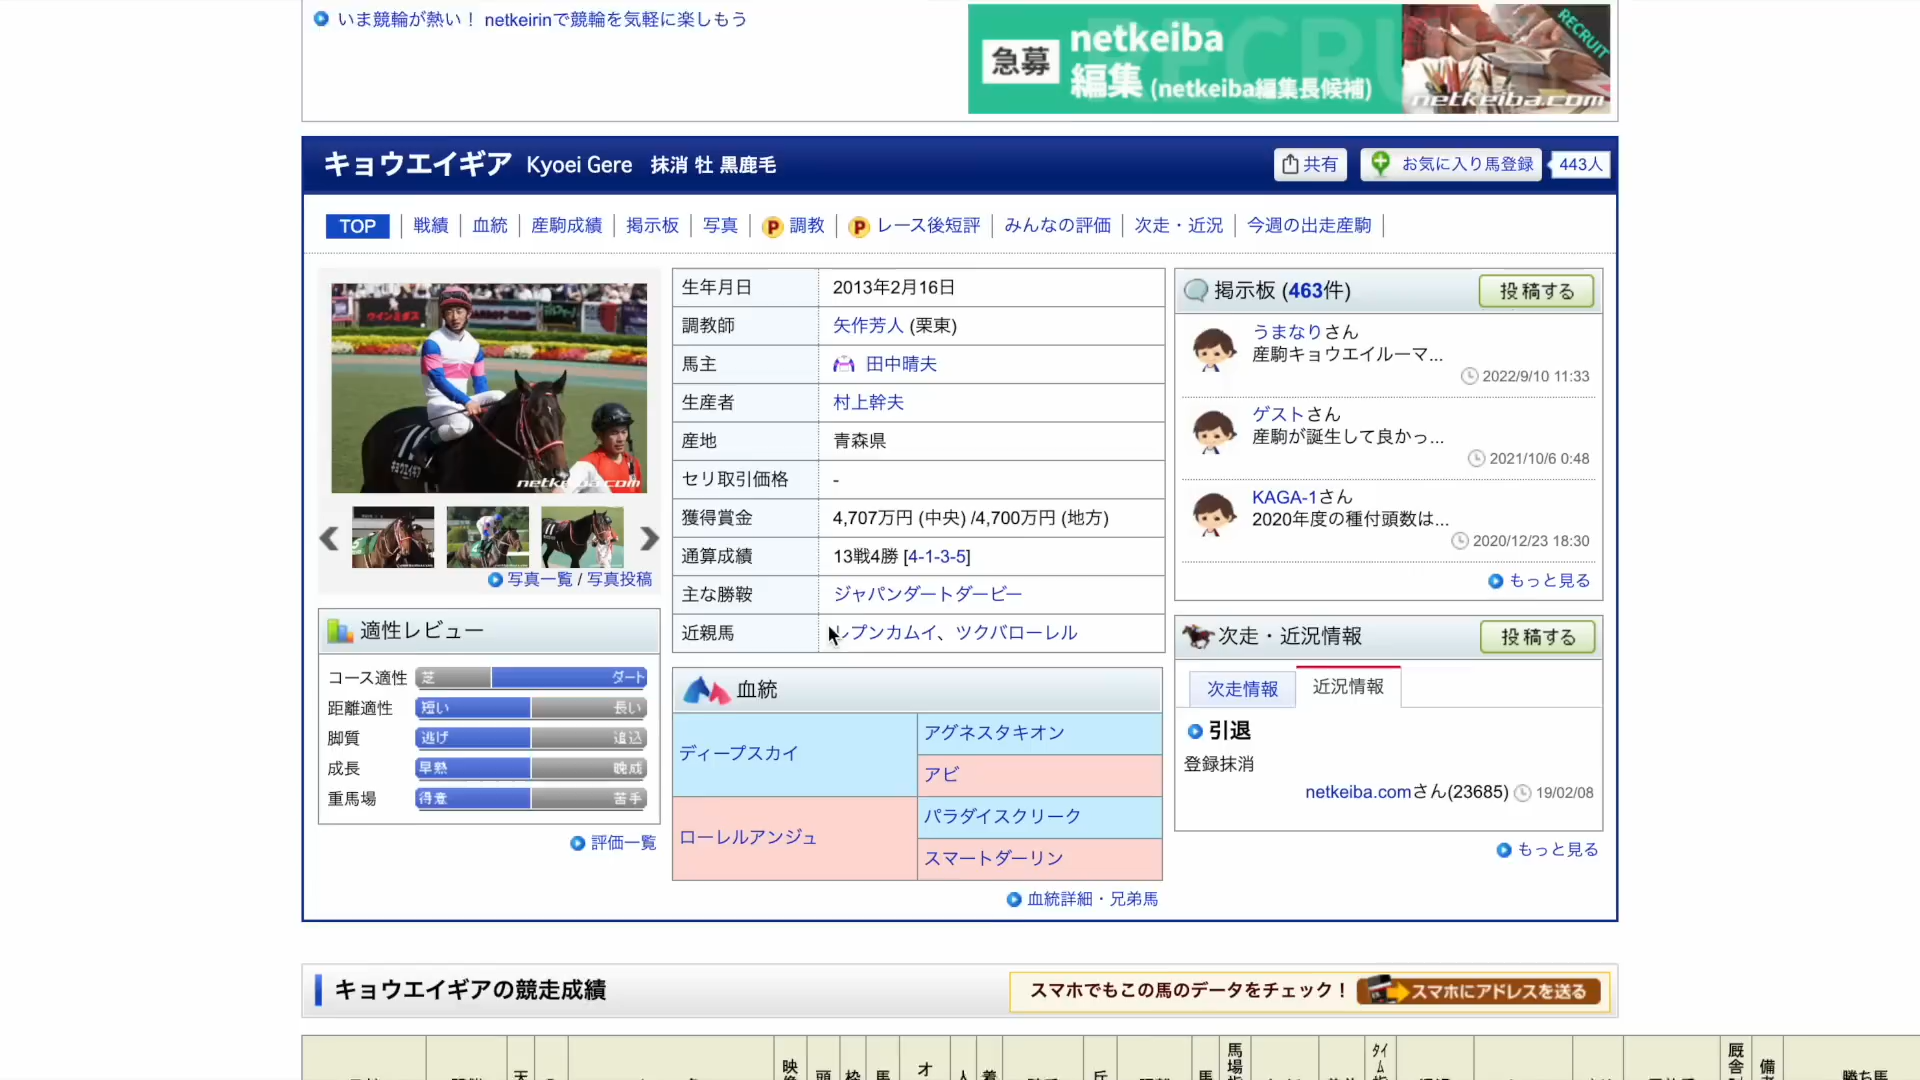 いま競輪が熱い！ netkeirinで競輪を気軽に楽しもう
急募
netkeiba
編集 (netkeiba編集長候補)
RECRUIT
netkeiba.com
キョウエイギア Kyoei Gere 抹消 牡 黒鹿毛
共有
お気に入り馬登録
443人
TOP
戦績
血統
産駒成績
掲示板
写真
P 調教
P レース後短評
みんなの評価
次走・近況
今週の出走産駒
netkeiba.com
写真一覧 / 写真投稿
適性レビュー
コース適性 芝 ダート
距離適性 短い 長い
脚質 逃げ 追込
成長 早熟 晩成
重馬場 得意 苦手
評価一覧
生年月日 2013年2月16日
調教師 矢作芳人 (栗東)
馬主 田中晴夫
生産者 村上幹夫
産地 青森県
セリ取引価格 -
獲得賞金 4,707万円 (中央) /4,700万円 (地方)
通算成績 13戦4勝 [4-1-3-5]
主な勝鞍 ジャパンダートダービー
近親馬 レプンカムイ、ツクバローレル
血統
ディープスカイ
アグネスタキオン
アビ
ローレルアンジュ
パラダイスクリーク
スマートダーリン
血統詳細・兄弟馬
掲示板 (463件)
投稿する
うまなりさん
産駒キョウエイルーマ...
2022/9/10 11:33
ゲストさん
産駒が誕生して良かっ...
2021/10/6 0:48
KAGA-1さん
2020年度の種付頭数は...
2020/12/23 18:30
もっと見る
次走・近況情報
投稿する
次走情報
近況情報
引退
登録抹消
netkeiba.comさん(23685) 19/02/08
もっと見る
キョウエイギアの競走成績
スマホでもこの馬のデータをチェック！
スマホにアドレスを送る